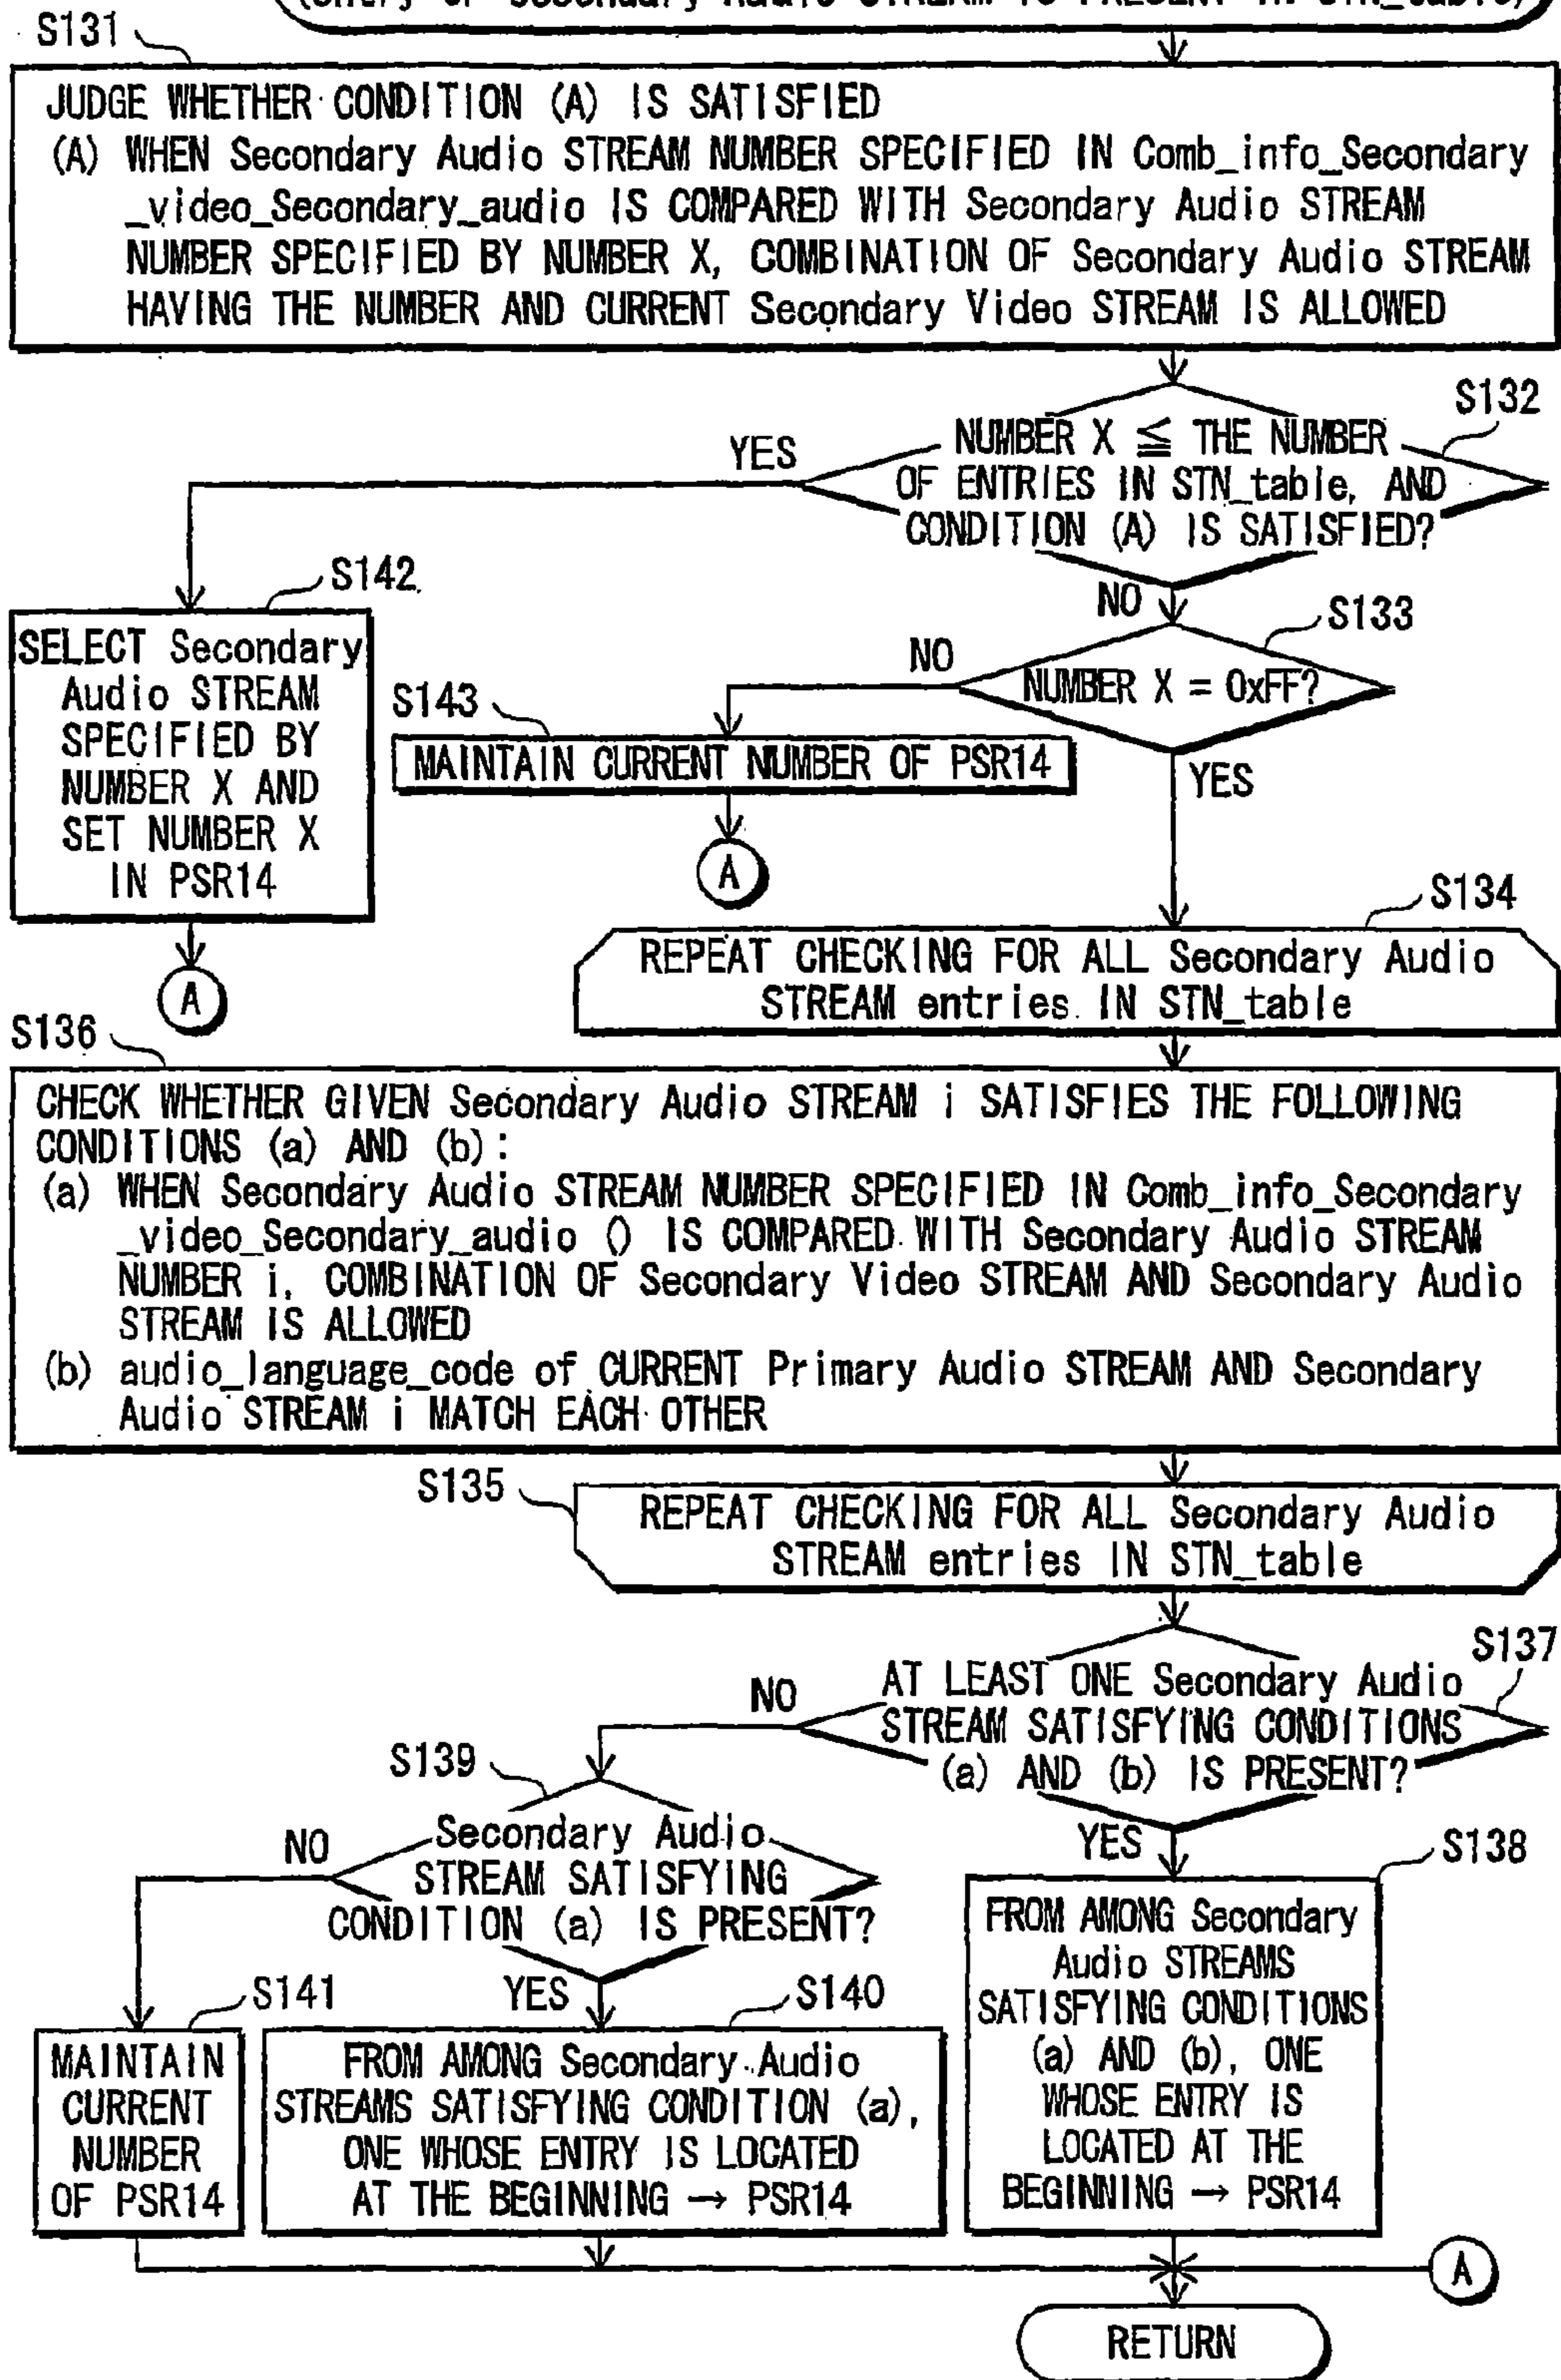 (entry of Secondary Audio STREAM IS PRESENT IN STN_table)
S131
JUDGE WHETHER CONDITION (A) IS SATISFIED
(A) WHEN Secondary Audio STREAM NUMBER SPECIFIED IN Comb_info_Secondary
_video_Secondary_audio IS COMPARED WITH Secondary Audio STREAM
NUMBER SPECIFIED BY NUMBER X, COMBINATION OF Secondary Audio STREAM
HAVING THE NUMBER AND CURRENT Secondary Video STREAM IS ALLOWED
S132
NUMBER X ≦ THE NUMBER
OF ENTRIES IN STN_table, AND
CONDITION (A) IS SATISFIED?
YES
NO
S142
SELECT Secondary
Audio STREAM
SPECIFIED BY
NUMBER X AND
SET NUMBER X
IN PSR14
A
S133
NUMBER X = 0xFF?
NO
YES
S143
MAINTAIN CURRENT NUMBER OF PSR14
A
S134
REPEAT CHECKING FOR ALL Secondary Audio
STREAM entries IN STN_table
S136
CHECK WHETHER GIVEN Secondary Audio STREAM i SATISFIES THE FOLLOWING
CONDITIONS (a) AND (b):
(a) WHEN Secondary Audio STREAM NUMBER SPECIFIED IN Comb_info_Secondary
_video_Secondary_audio () IS COMPARED WITH Secondary Audio STREAM
NUMBER i, COMBINATION OF Secondary Video STREAM AND Secondary Audio
STREAM IS ALLOWED
(b) audio_language_code of CURRENT Primary Audio STREAM AND Secondary
Audio STREAM i MATCH EACH OTHER
S135
REPEAT CHECKING FOR ALL Secondary Audio
STREAM entries IN STN_table
S137
AT LEAST ONE Secondary Audio
STREAM SATISFYING CONDITIONS
(a) AND (b) IS PRESENT?
NO
YES
S139
Secondary Audio
STREAM SATISFYING
CONDITION (a) IS PRESENT?
NO
YES
S138
FROM AMONG Secondary
Audio STREAMS
SATISFYING CONDITIONS
(a) AND (b), ONE
WHOSE ENTRY IS
LOCATED AT THE
BEGINNING → PSR14
S141
MAINTAIN
CURRENT
NUMBER
OF PSR14
S140
FROM AMONG Secondary Audio
STREAMS SATISFYING CONDITION (a),
ONE WHOSE ENTRY IS LOCATED
AT THE BEGINNING → PSR14
A
RETURN